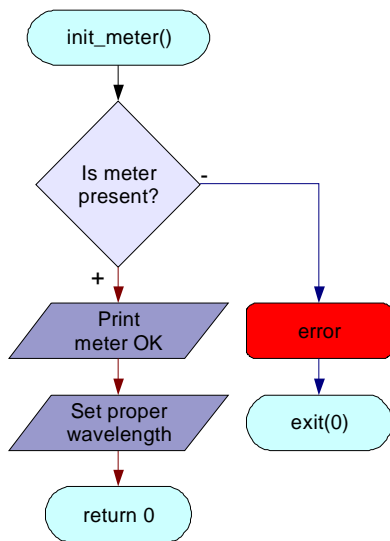 init_meter()
Is meter
present?
-
+
Print
meter OK
error
Set proper
wavelength
exit(0)
return 0